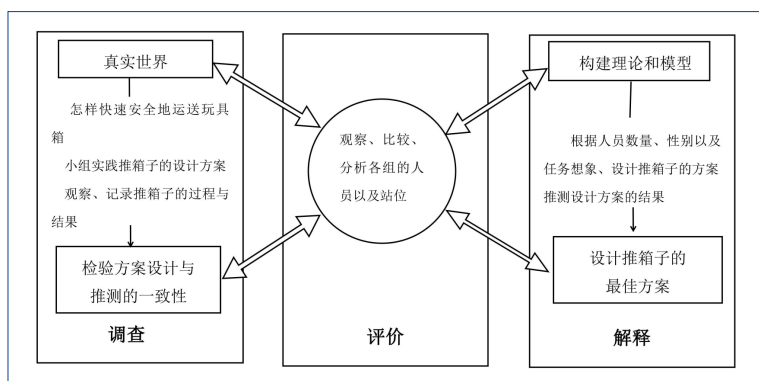 真实世界
怎样快速安全地运送玩具
箱
小组实践推箱子的设计方案
观察、记录推箱子的过程与
结果
检验方案设计与
推测的一致性
调查
观察、比较、
分析各组的人
员以及站位
评价
构建理论和模型
根据人员数量、性别以及
任务想象、设计推箱子的方案
推测设计方案的结果
设计推箱子的
最佳方案
解释